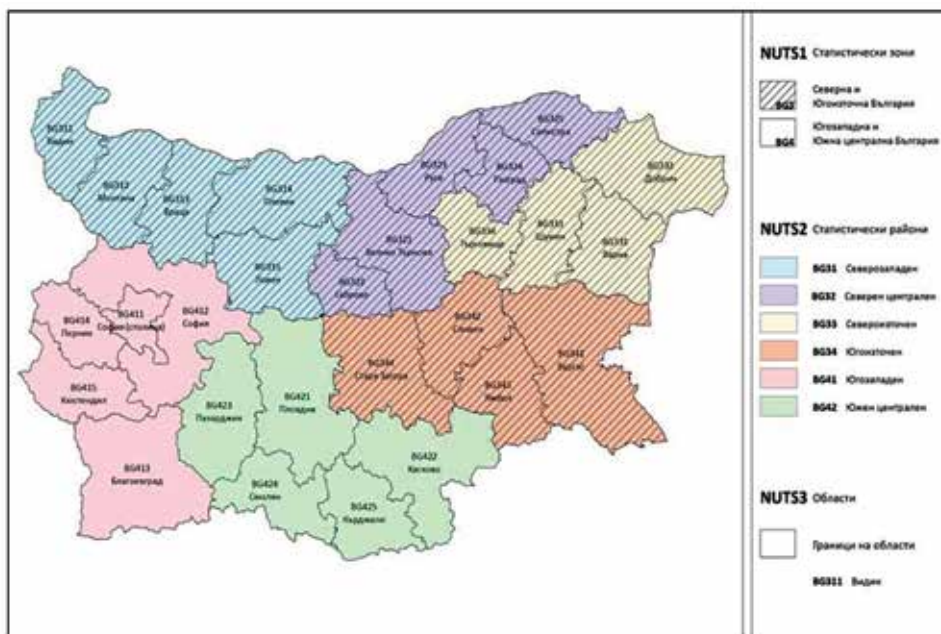 BG311
Видин
BG312
Монтана
BG313
Враца
BG314
Плевен
BG315
Ловеч
BG321
Велико Търново
BG322
Габрово
BG323
Русе
BG324
Разград
BG325
Силистра
BG332
Добрич
BG331
Варна
BG333
Шумен
BG334
Търговище
BG342
Сливен
BG341
Бургас
BG344
Стара Загора
BG343
Ямбол
BG414
Перник
BG411
София (столица)
BG412
София
BG415
Кюстендил
BG413
Благоевград
BG423
Пазарджик
BG421
Пловдив
BG422
Хасково
BG424
Смолян
BG425
Кърджали
NUTS1 Статистически зони
BG3
Северна и
Югоизточна България
BG4
Югозападна и
Южна централна България
NUTS2 Статистически райони
BG31 Северозападен
BG32 Северен централен
BG33 Североизточен
BG34 Югоизточен
BG41 Югозападен
BG42 Южен централен
NUTS3 Области
Граници на области
BG311 Видин